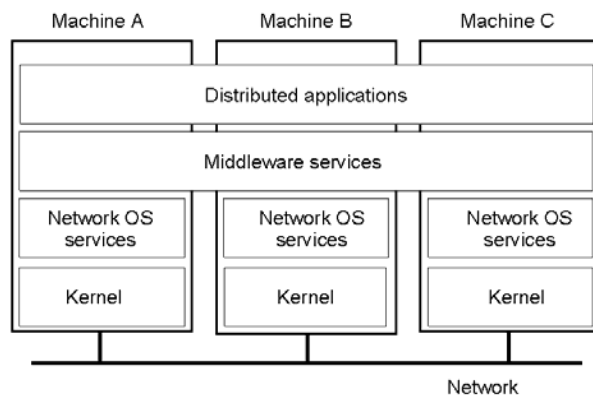 Machine A Machine B Machine C
Distributed applications
Middleware services
Network OS services
Network OS services
Network OS services
Kernel Kernel Kernel
Network